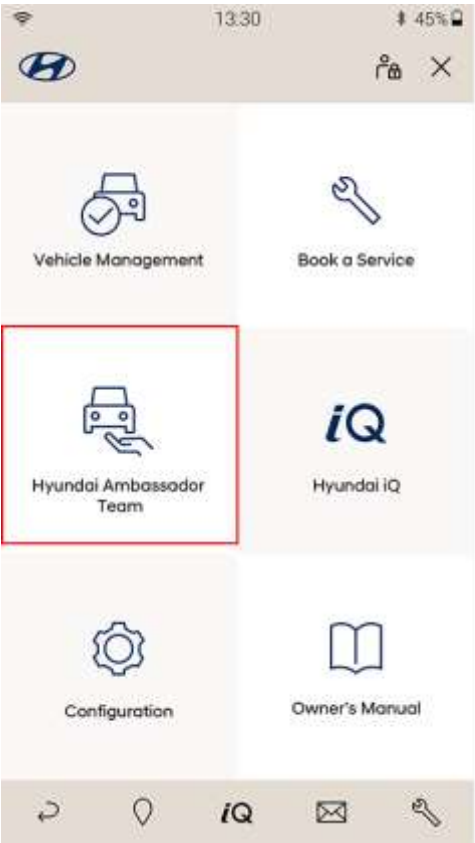 13:30 45%
Vehicle Management
Book a Service
Hyundai Ambassador
Team
iQ
Hyundai iQ
Configuration
Owner's Manual
iQ